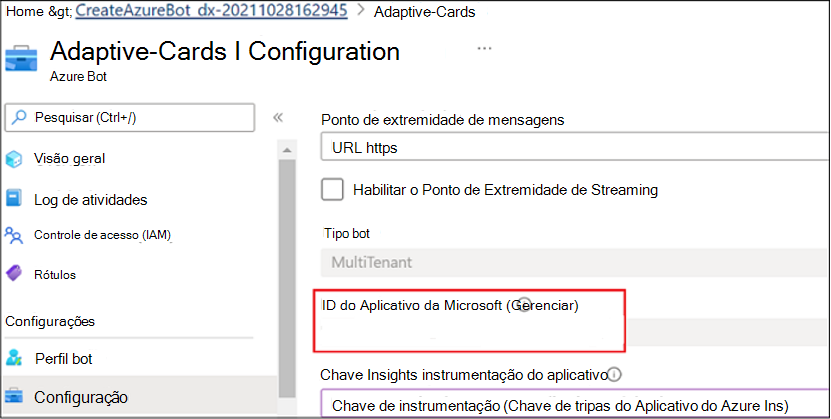 Home &gt; CreateAzureBot_dx-20211028162945 > Adaptive-Cards
Adaptive-Cards I Configuration ...
Azure Bot
Pesquisar (Ctrl+/) «
Visão geral
Log de atividades
Controle de acesso (IAM)
Rótulos
Configurações
Perfil bot
Configuração
Ponto de extremidade de mensagens
URL https
Habilitar o Ponto de Extremidade de Streaming
Tipo bot
MultiTenant
ID do Aplicativo da Microsoft (Gerenciar)
Chave Insights instrumentação do aplicativo
Chave de instrumentação (Chave de tripas do Aplicativo do Azure Ins)